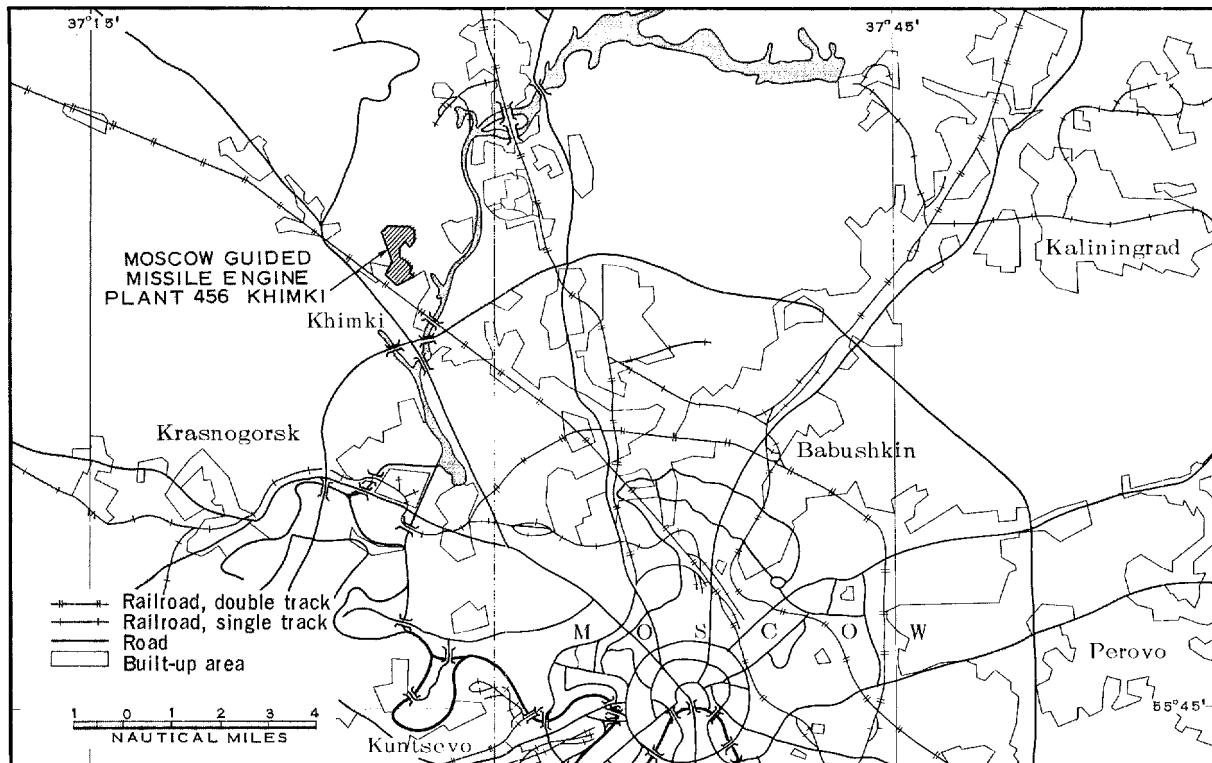 37°15'
37°45'
MOSCOW GUIDED
MISSILE ENGINE
PLANT 456 KHIMKI
Khimki
Kaliningrad
Krasnogorsk
Babushkin
Railroad, double track
Railroad, single track
Road
Built-up area
M O S C O W
Perovo
55°45'
1 0 1 2 3 4
NAUTICAL MILES
Kuntsevo